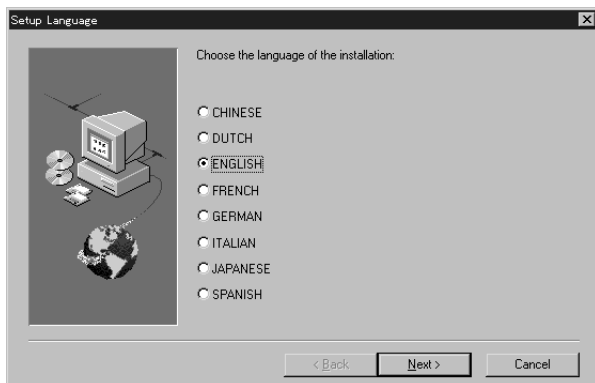 Setup Language
Choose the language of the installation:
CHINESE
DUTCH
ENGLISH
FRENCH
GERMAN
ITALIAN
JAPANESE
SPANISH
< Back
Next >
Cancel